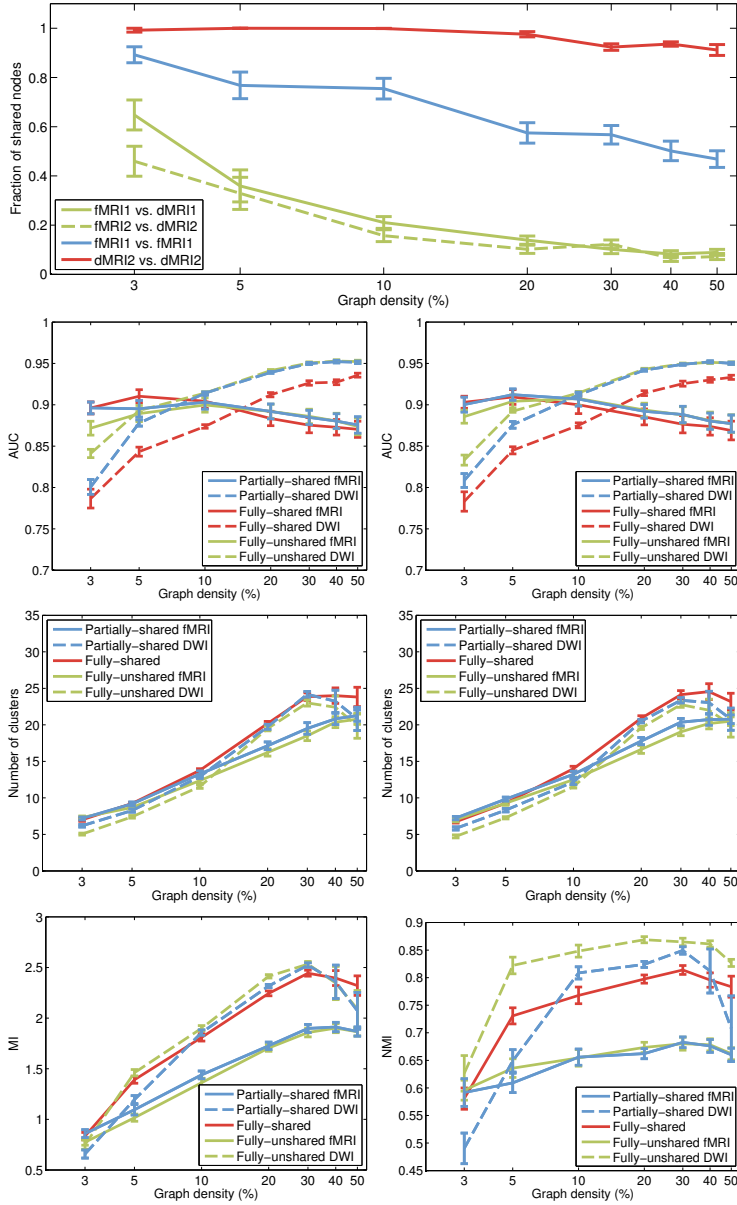 1
0.8
0.6
0.4
0.2
0
Fraction of shared nodes
fMRI1 vs. dMRI1
fMRI2 vs. dMRI2
fMRI1 vs. fMRI1
dMRI2 vs. dMRI2
3 5 10 20 30 40 50
Graph density (%)
1
0.95
0.9
0.85
0.8
0.75
0.7
AUC
Partially-shared fMRI
Partially-shared DWI
Fully-shared fMRI
Fully-shared DWI
Fully-unshared fMRI
Fully-unshared DWI
3 5 10 20 30 40 50
Graph density (%)
1
0.95
0.9
0.85
0.8
0.75
0.7
AUC
Partially-shared fMRI
Partially-shared DWI
Fully-shared fMRI
Fully-shared DWI
Fully-unshared fMRI
Fully-unshared DWI
3 5 10 20 30 40 50
Graph density (%)
35
30
25
20
15
10
5
0
Number of clusters
Partially-shared fMRI
Partially-shared DWI
Fully-shared
Fully-unshared fMRI
Fully-unshared DWI
3 5 10 20 30 40 50
Graph density (%)
35
30
25
20
15
10
5
0
Number of clusters
Partially-shared fMRI
Partially-shared DWI
Fully-shared
Fully-unshared fMRI
Fully-unshared DWI
3 5 10 20 30 40 50
Graph density (%)
3
2.5
2
1.5
1
0.5
MI
Partially-shared fMRI
Partially-shared DWI
Fully-shared
Fully-unshared fMRI
Fully-unshared DWI
3 5 10 20 30 40 50
Graph density (%)
0.9
0.85
0.8
0.75
0.7
0.65
0.6
0.55
0.5
0.45
NMI
Partially-shared fMRI
Partially-shared DWI
Fully-shared
Fully-unshared fMRI
Fully-unshared DWI
3 5 10 20 30 40 50
Graph density (%)